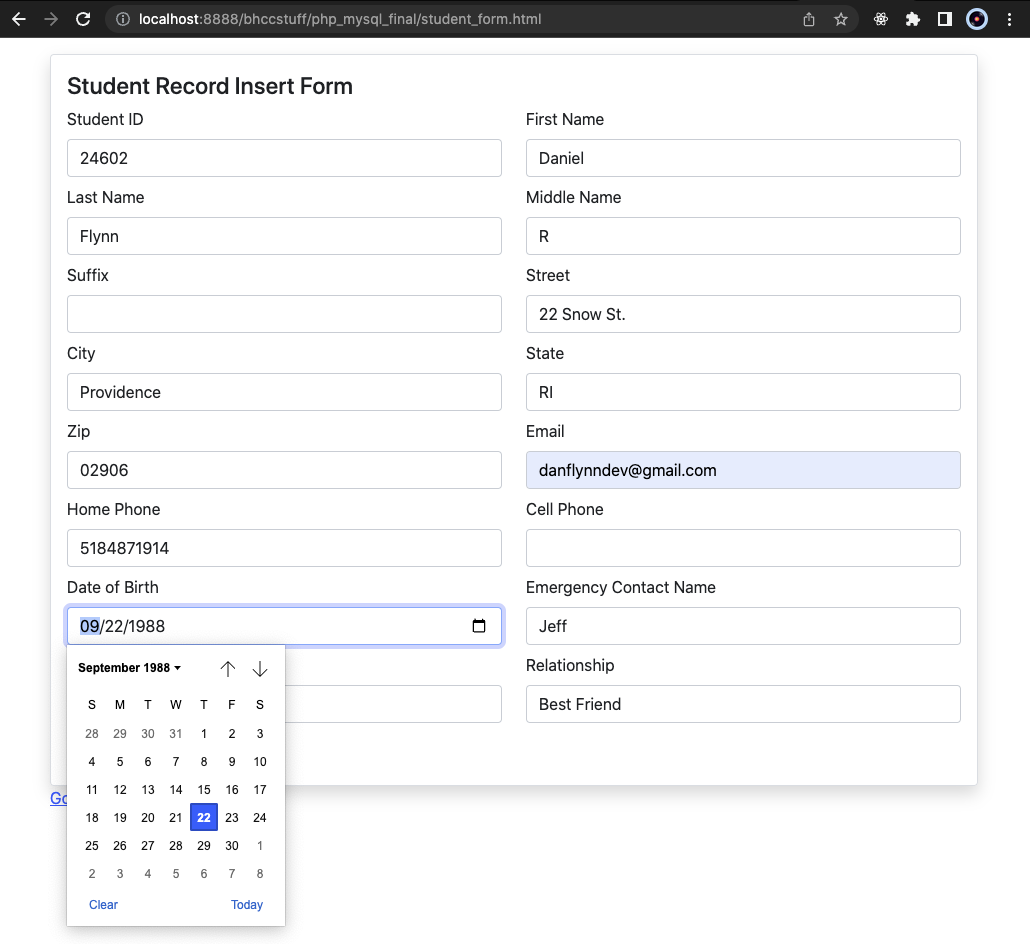 localhost:8888/bhccstuff/php_mysql_final/student_form.html
Student Record Insert Form
Student ID First Name
24602 Daniel
Last Name Middle Name
Flynn R
Suffix Street
22 Snow St.
City State
Providence RI
Zip Email
02906 danflynndev@gmail.com
Home Phone Cell Phone
5184871914
Date of Birth Emergency Contact Name
09/22/1988 Jeff
September 1988 Relationship
Best Friend
S M T W T F S
28 29 30 31 1 2 3
4 5 6 7 8 9 10
11 12 13 14 15 16 17
18 19 20 21 22 23 24
25 26 27 28 29 30 1
2 3 4 5 6 7 8
Clear Today